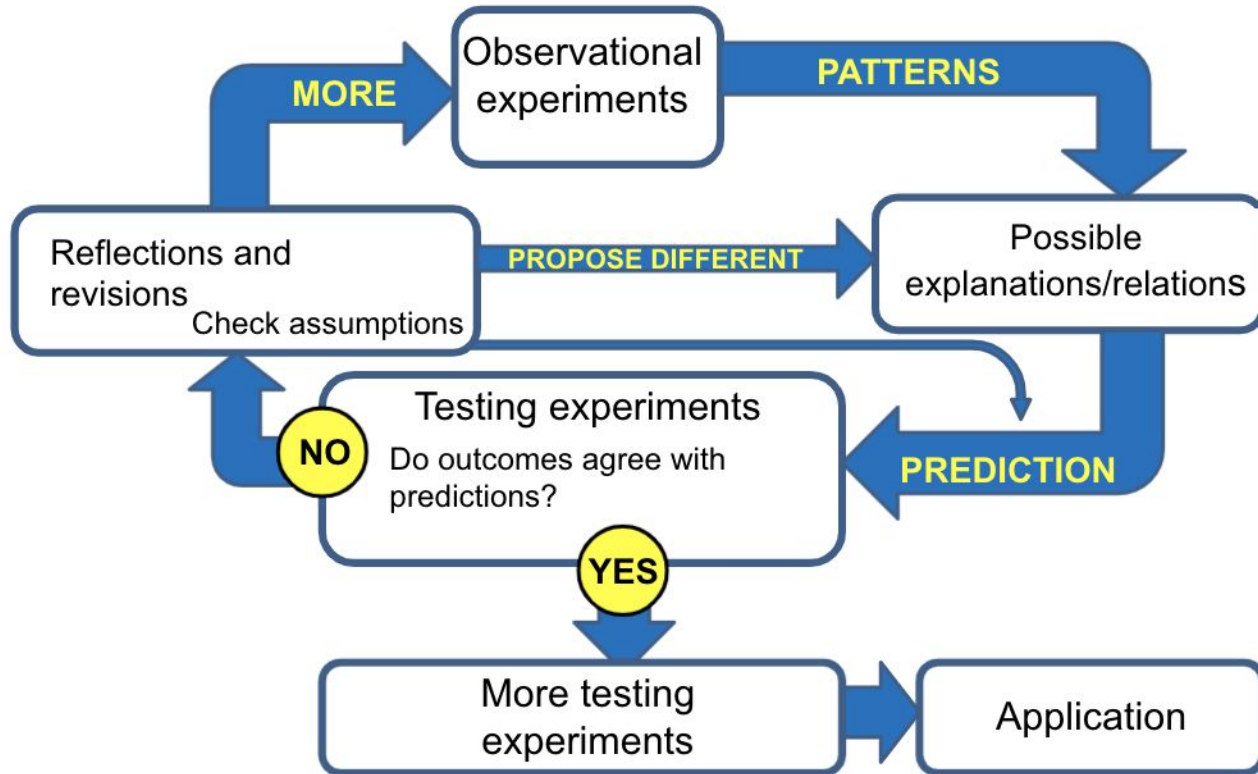 Observational
experiments
PATTERNS
MORE
Reflections and
revisions
Check assumptions
PROPOSE DIFFERENT
Possible
explanations/relations
Testing experiments
Do outcomes agree with
predictions?
NO
PREDICTION
YES
More testing
experiments
Application